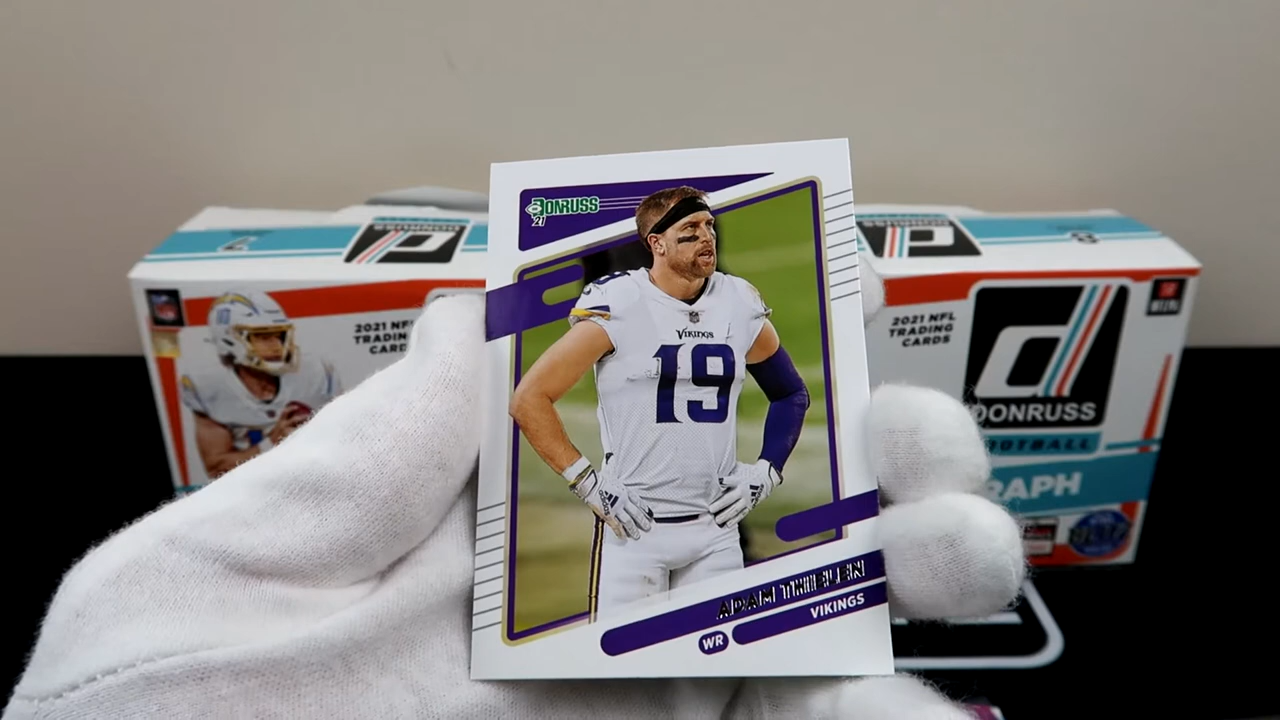 DONRUSS
21
VIKINGS
19
ADAM THIELEN
VIKINGS
WR
2021 NFL
TRADING
CARDS
2021 NFL
TRADING
CARDS
DONRUSS
FOOTBALL
RAPH